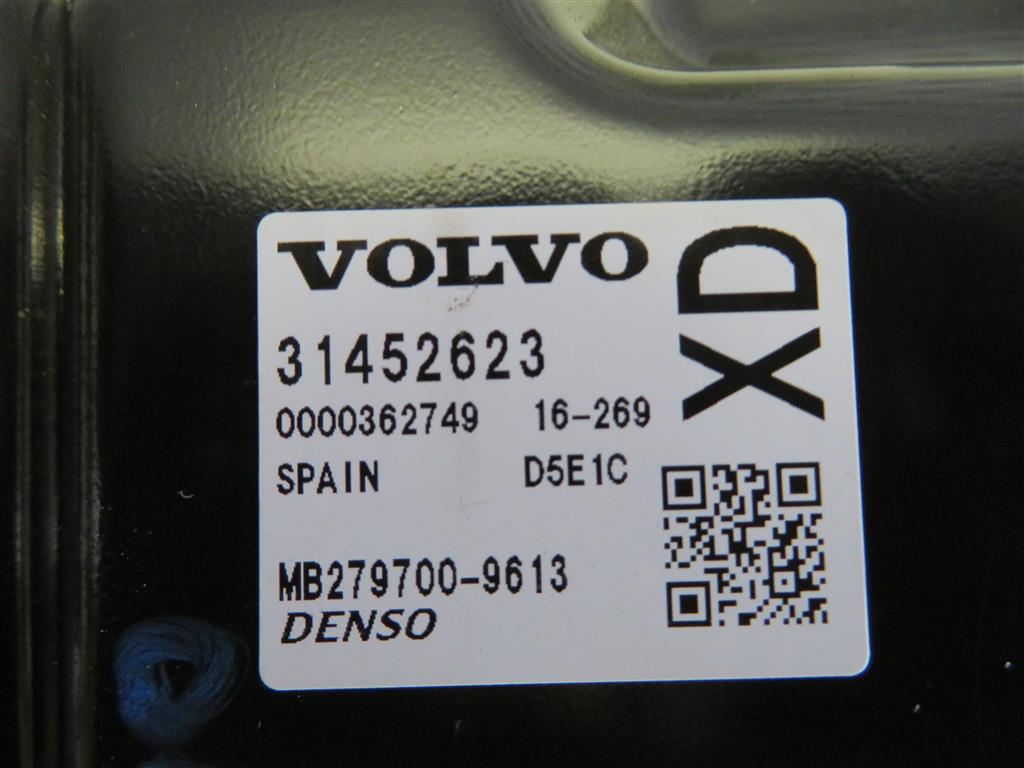 VOLVO
XD
31452623
0000362749 16-269
SPAIN D5E1C
MB279700-9613
DENSO